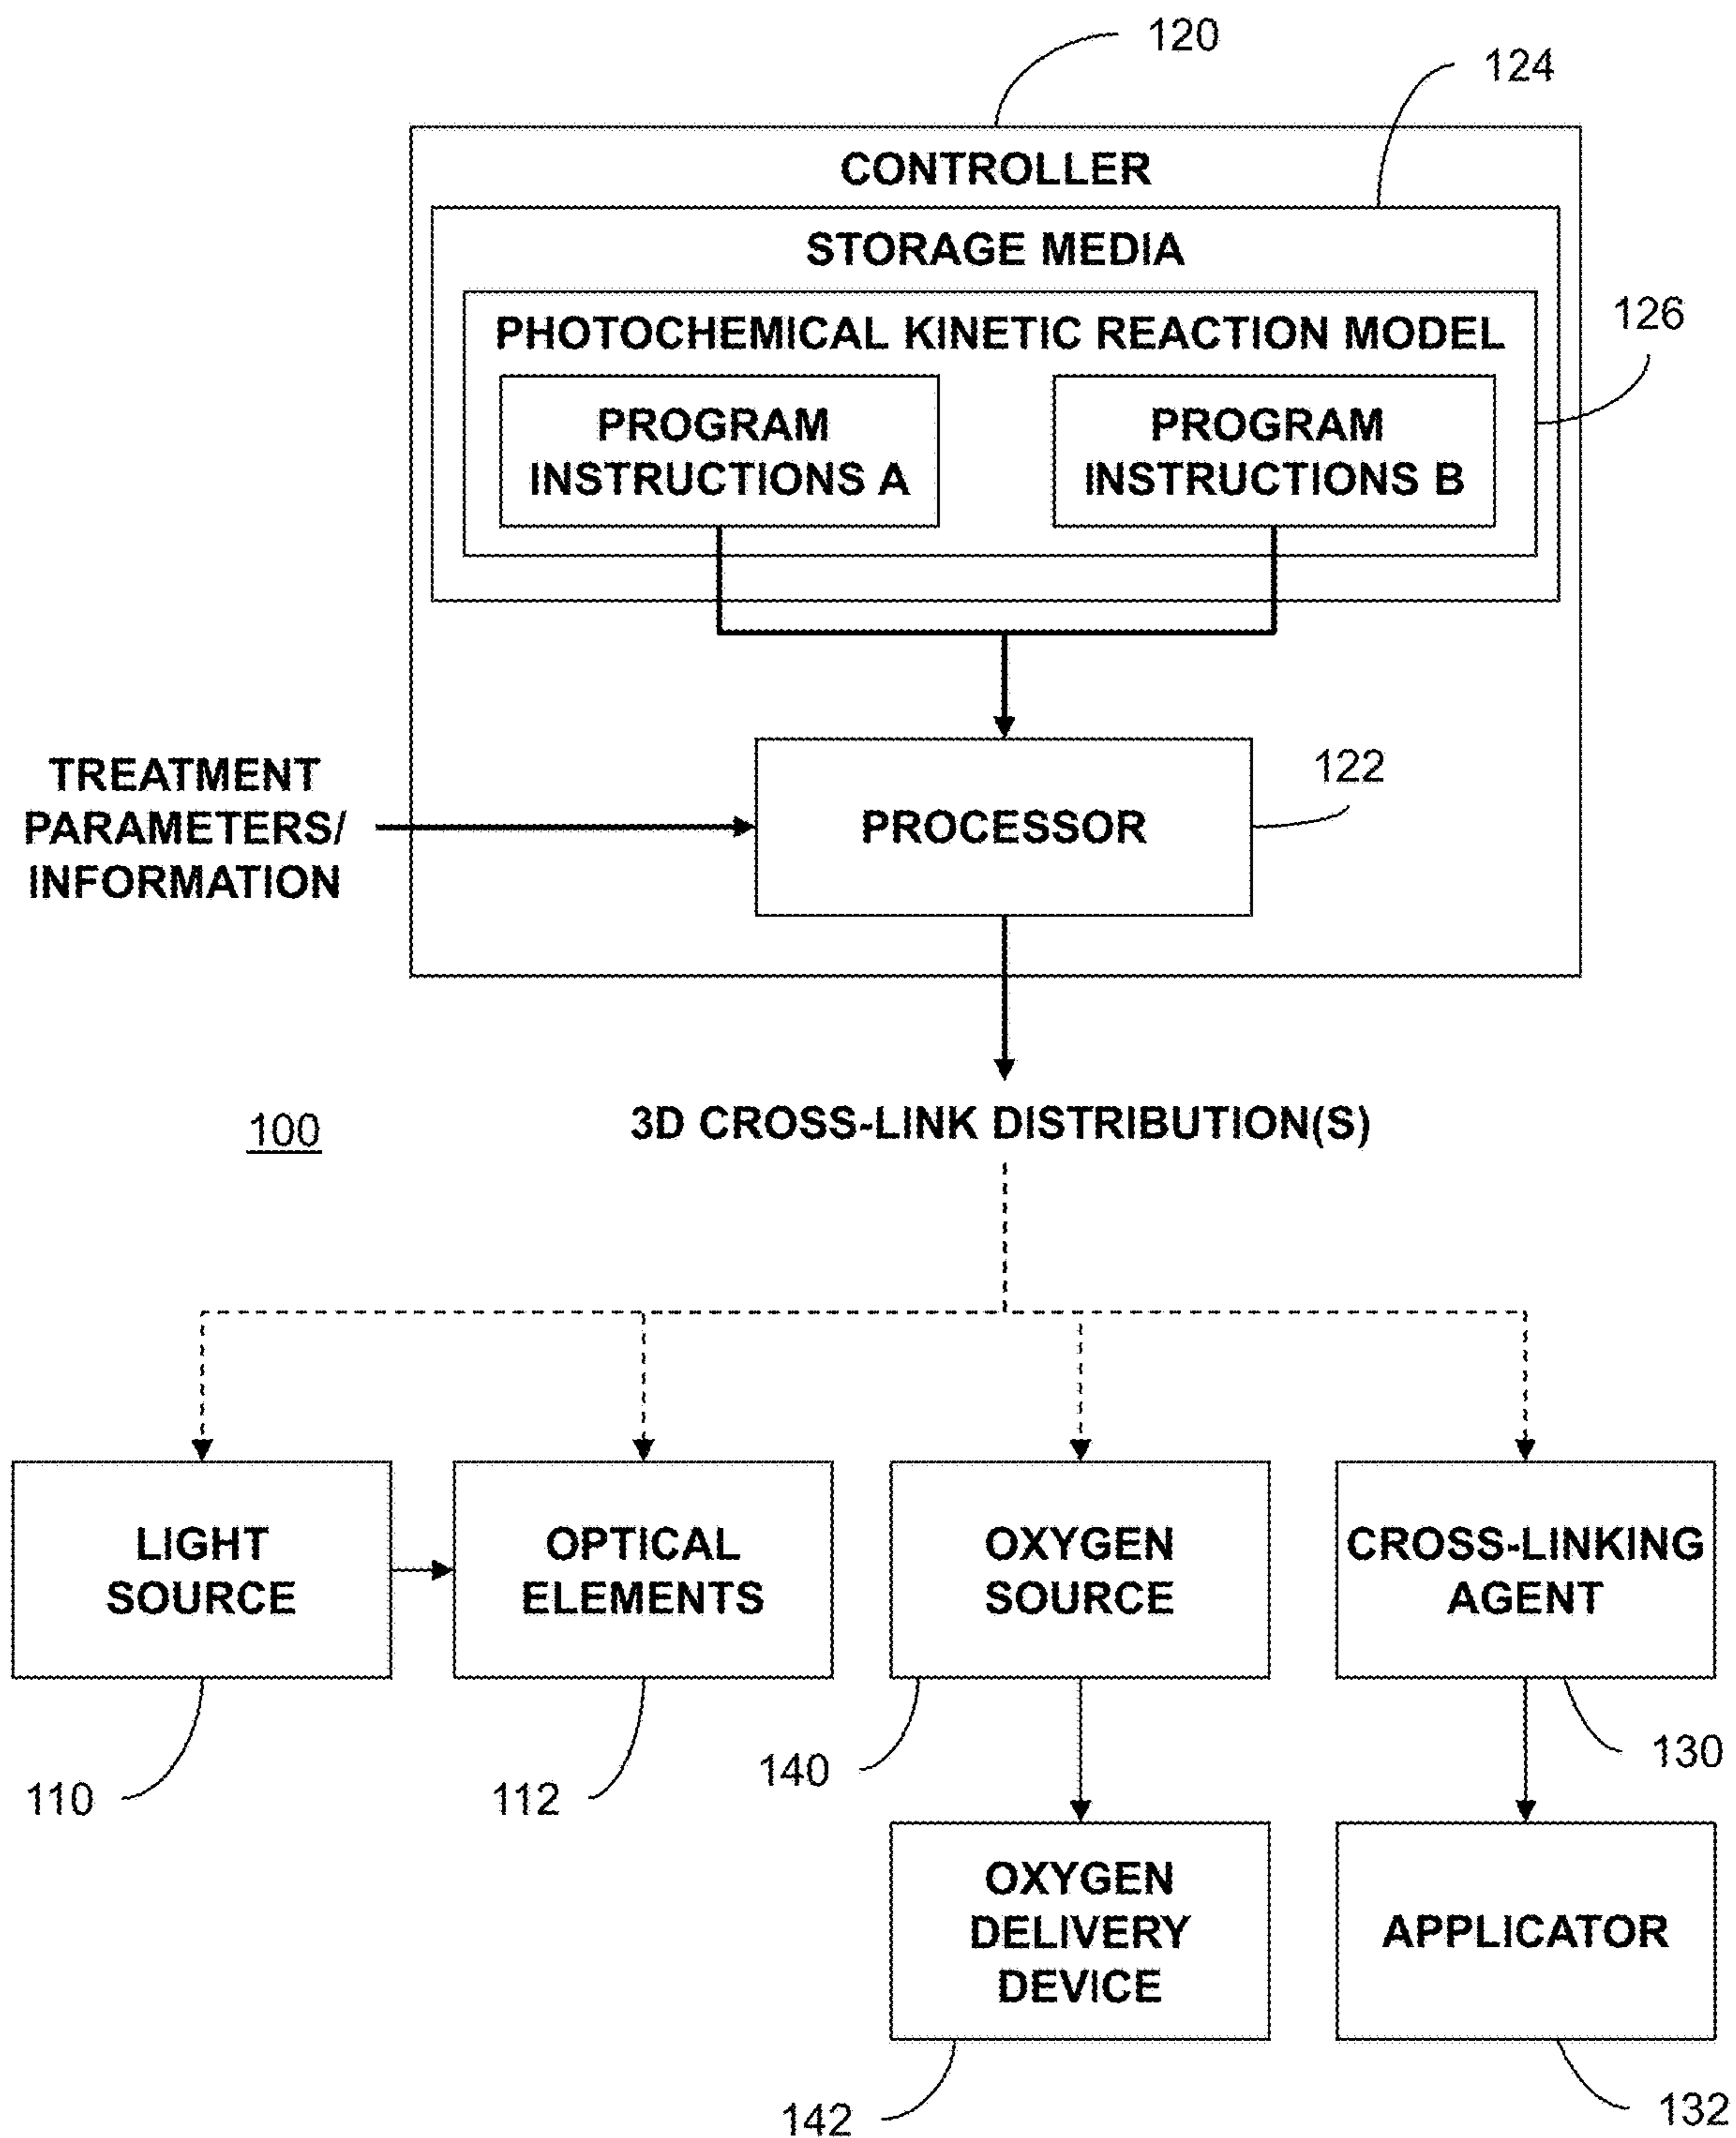 120
124
CONTROLLER
STORAGE MEDIA
126
PHOTOCHEMICAL KINETIC REACTION MODEL
PROGRAM
INSTRUCTIONS A
PROGRAM
INSTRUCTIONS B
TREATMENT
PARAMETERS/
INFORMATION
122
PROCESSOR
100
3D CROSS-LINK DISTRIBUTION(S)
LIGHT
SOURCE
OPTICAL
ELEMENTS
OXYGEN
SOURCE
CROSS-LINKING
AGENT
110
112
140
130
OXYGEN
DELIVERY
DEVICE
APPLICATOR
142
132